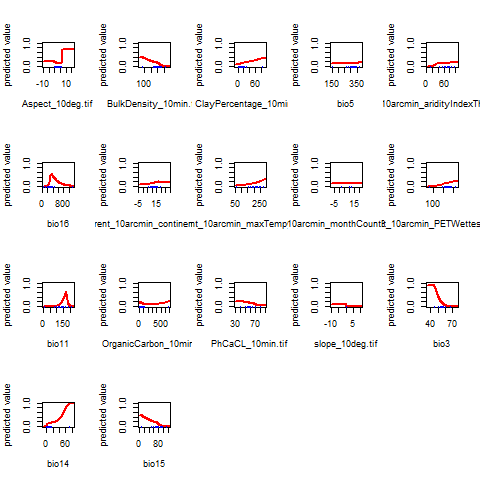 predicted value
0.0 1.0
-10 10
Aspect_10deg.tif
predicted value
0.0 1.0
100
BulkDensity_10min.
predicted value
0.0 1.0
0 60
ClayPercentage_10mi
predicted value
0.0 1.0
150 350
bio5
predicted value
0.0 1.0
0 60
10arcmin_aridityIndexTh
predicted value
0.0 1.0
0 800
bio16
predicted value
0.0 1.0
-5 15
rent_10arcmin_continen
predicted value
0.0 1.0
50 250
nt_10arcmin_maxTemp
predicted value
0.0 1.0
-5 15
_10arcmin_monthCount
predicted value
0.0 1.0
100
_10arcmin_PETWettes
predicted value
0.0 1.0
0 150
bio11
predicted value
0.0 1.0
0 500
OrganicCarbon_10mir
predicted value
0.0 1.0
30 70
PhCaCL_10min.tif
predicted value
0.0 1.0
-10 5
slope_10deg.tif
predicted value
0.0 1.0
40 70
bio3
predicted value
0.0 1.0
0 60
bio14
predicted value
0.0 1.0
0 80
bio15